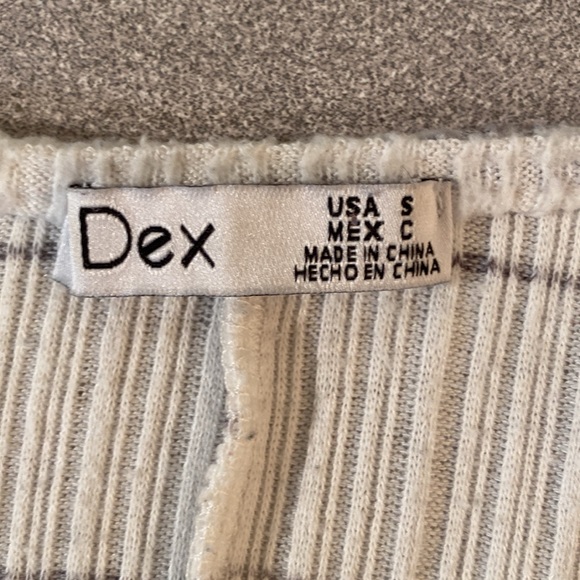 Dex
USA S
MEX C
MADE IN CHINA
HECHO EN CHINA